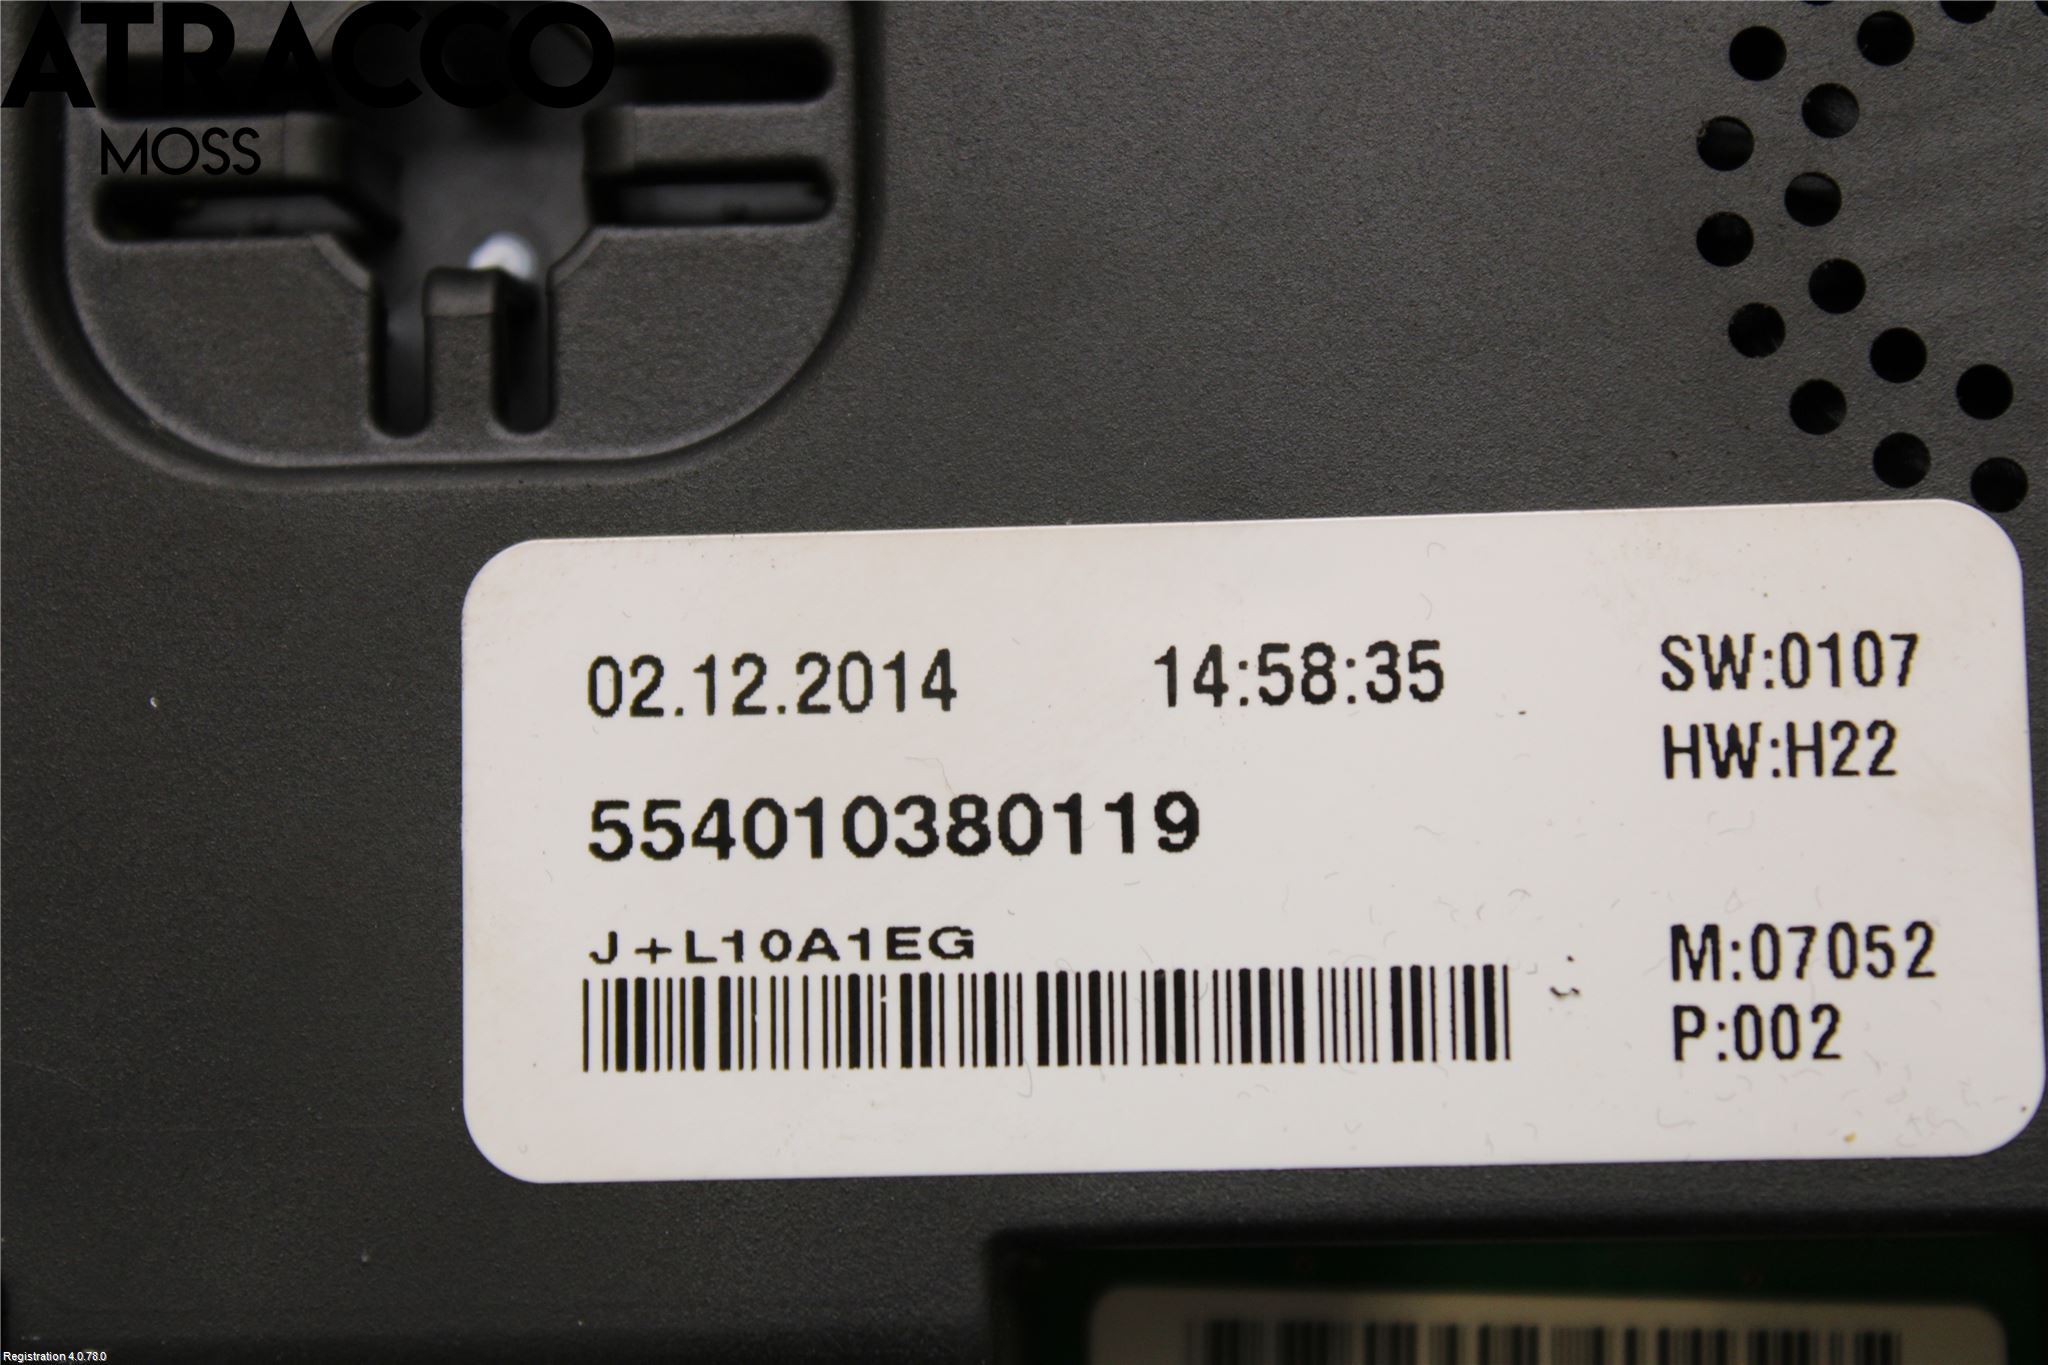 ATRACCO
MOSS
02.12.2014 14:58:35 SW:0107
HW:H22
554010380119
J+L10A1EG
M:07052
P:002
Registration 4.0.78.0